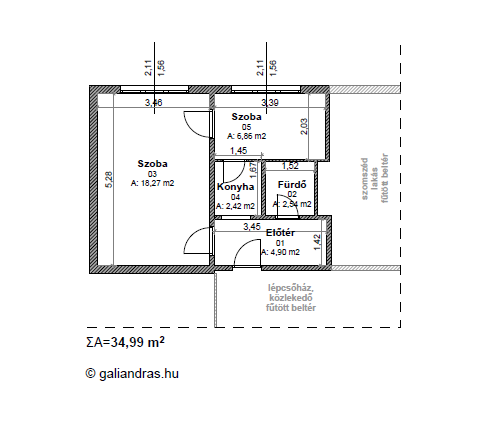 2,11
1,56
2,11
1,56
3,46
3,39
Szoba
05
A: 6,86 m2
2,03
1,45
1,52
1,67
Szoba
03
A: 18,27 m2
5,28
Konyha
04
A: 2,42 m2
Fürdő
02
A: 2,54 m2
szomszéd
lakás
fűtött beltér
3,45
Előtér
01
A: 4,90 m2
1,42
lépcsőház,
közlekedő
fűtött beltér
ΣA=34,99 m²
© galiandras.hu